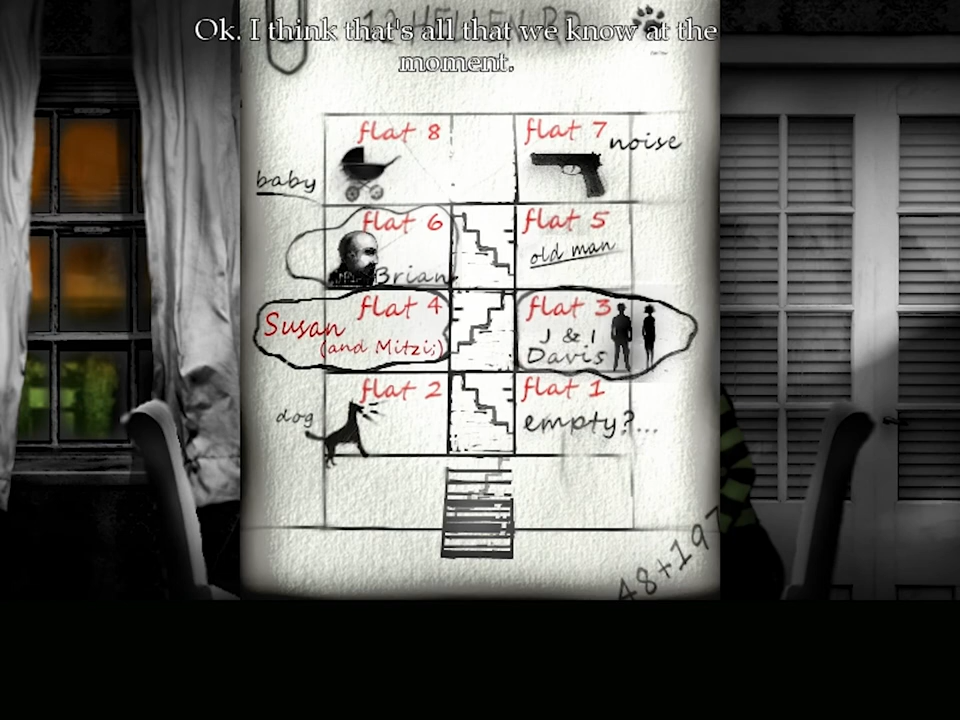 Ok. I think that's all that we know at the
moment.
flat 8
flat 7
noise
baby
flat 6
flat 5
Brian
old man
flat 4
flat 3
Susan
(and Mitzi;)
J & I
Davis
flat 2
flat 1
dog
empty?...
48+197